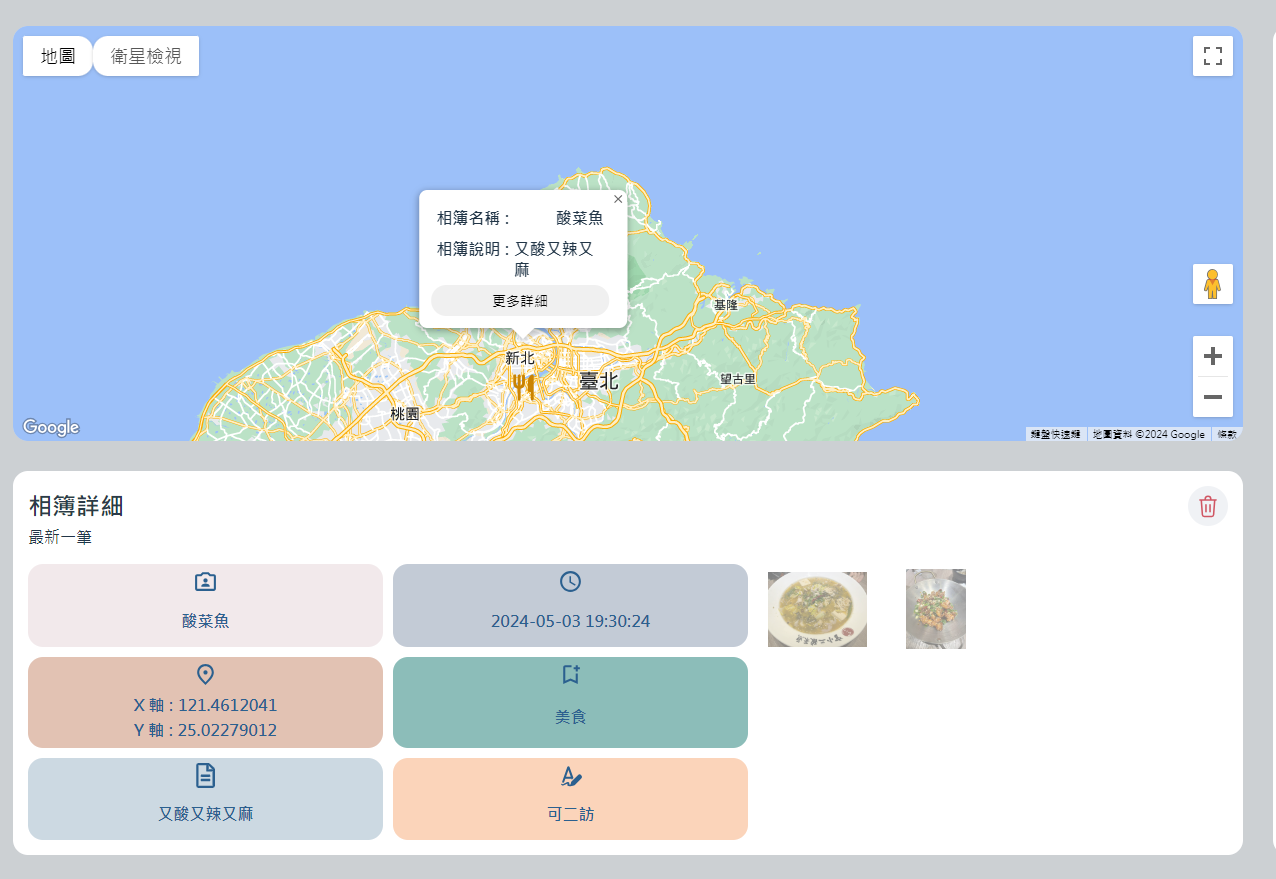 地圖
衛星檢視
相簿名稱 : 酸菜魚
相簿說明 : 又酸又辣又
麻
更多詳細
基隆
新北
臺北
望古里
桃園
Google
鍵盤快速鍵
地圖資料 ©2024 Google
條款
相簿詳細
最新一筆
酸菜魚
2024-05-03 19:30:24
X 軸 : 121.4612041
Y 軸 : 25.02279012
美食
又酸又辣又麻
可二訪